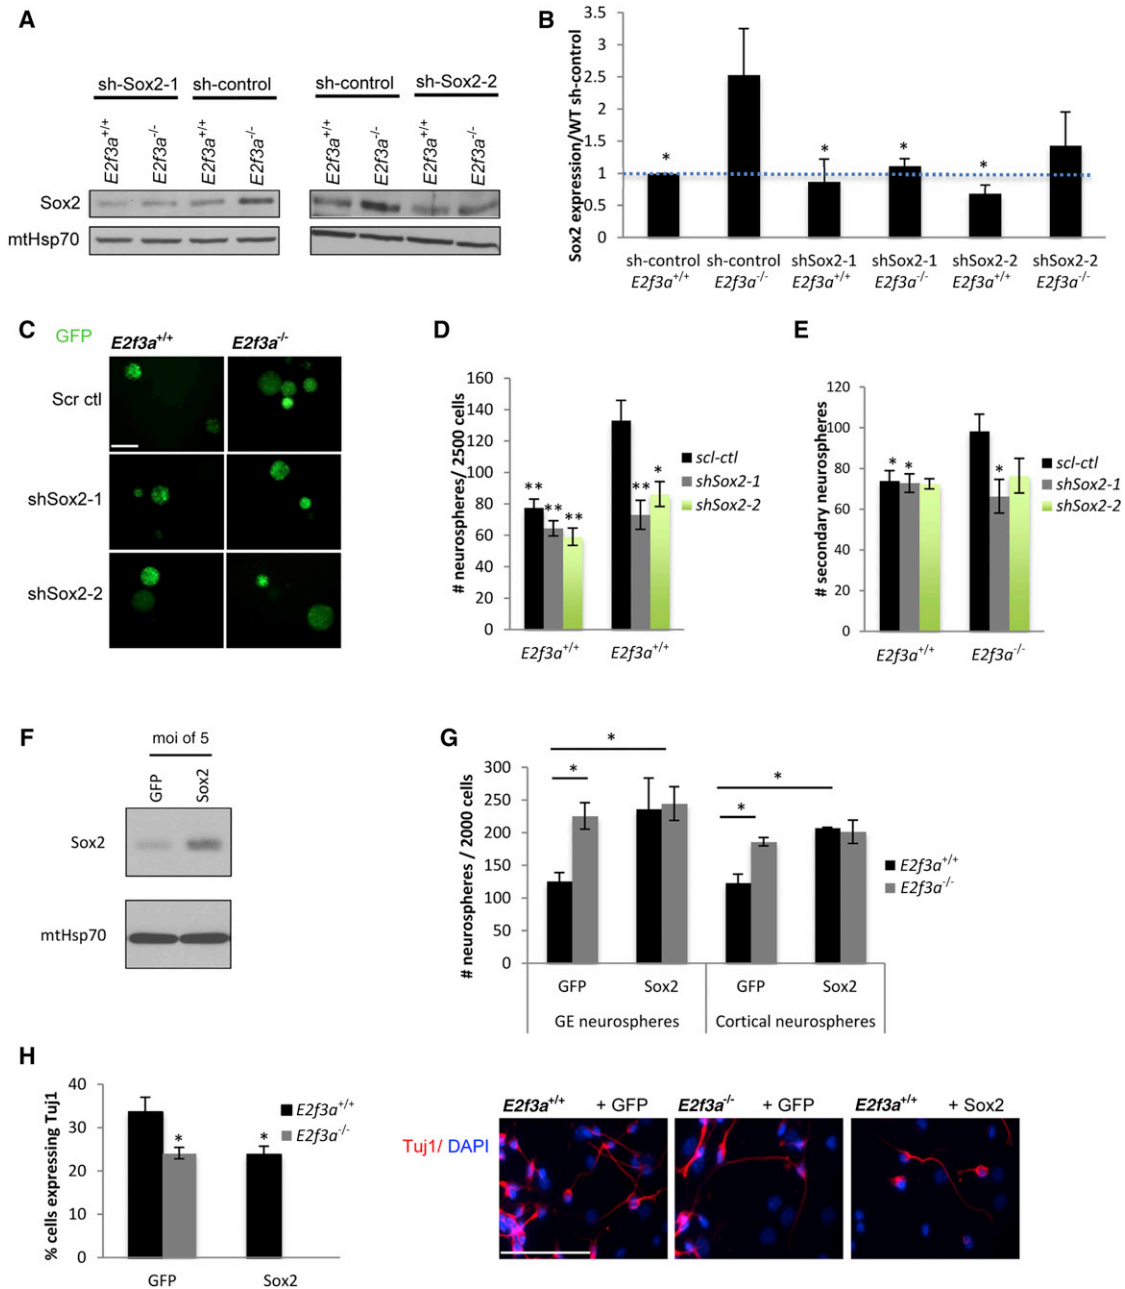 A
sh-Sox2-1 sh-control sh-control sh-Sox2-2
E2f3a+/+ E2f3a-/- E2f3a+/+ E2f3a-/- E2f3a+/+ E2f3a-/- E2f3a+/+ E2f3a-/-
Sox2
mtHsp70
B
Sox2 expression/WT sh-control
3.5
3
2.5
2
1.5
1
0.5
0
* * * *
sh-control sh-control shSox2-1 shSox2-1 shSox2-2 shSox2-2
E2f3a+/+ E2f3a-/- E2f3a+/+ E2f3a-/- E2f3a+/+ E2f3a-/-
C
GFP
E2f3a+/+ E2f3a-/-
Scr ctl
shSox2-1
shSox2-2
D
# neurospheres/ 2500 cells
160
140
120
100
80
60
40
20
0
** ** ** ** *
scl-ctl
shSox2-1
shSox2-2
E2f3a+/+ E2f3a+/+
E
# secondary neurospheres
120
100
80
60
40
20
0
* * *
scl-ctl
shSox2-1
shSox2-2
E2f3a+/+ E2f3a-/-
F
moi of 5
GFP Sox2
Sox2
mtHsp70
G
# neurospheres / 2000 cells
300
250
200
150
100
50
0
* * * *
E2f3a+/+
E2f3a-/-
GFP Sox2 GFP Sox2
GE neurospheres Cortical neurospheres
H
% cells expressing Tuj1
40
30
20
10
0
* *
E2f3a+/+
E2f3a-/-
GFP Sox2
Tuj1/ DAPI
E2f3a+/+ + GFP E2f3a-/- + GFP E2f3a+/+ + Sox2